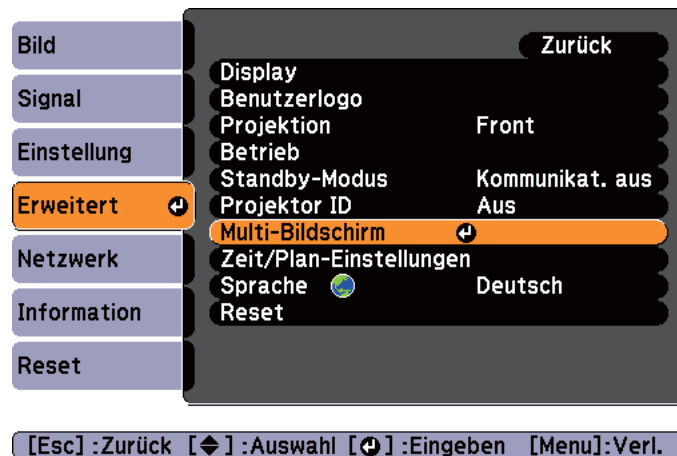 Bild
Signal
Einstellung
Erweitert
Netzwerk
Information
Reset
Zurück
Display
Benutzerlogo
Projektion Front
Betrieb
Standby-Modus Kommunikat. aus
Projektor ID Aus
Multi-Bildschirm
Zeit/Plan-Einstellungen
Sprache Deutsch
Reset
[Esc] :Zurück [◆] :Auswahl [⏎] :Eingeben [Menu]:Verl.